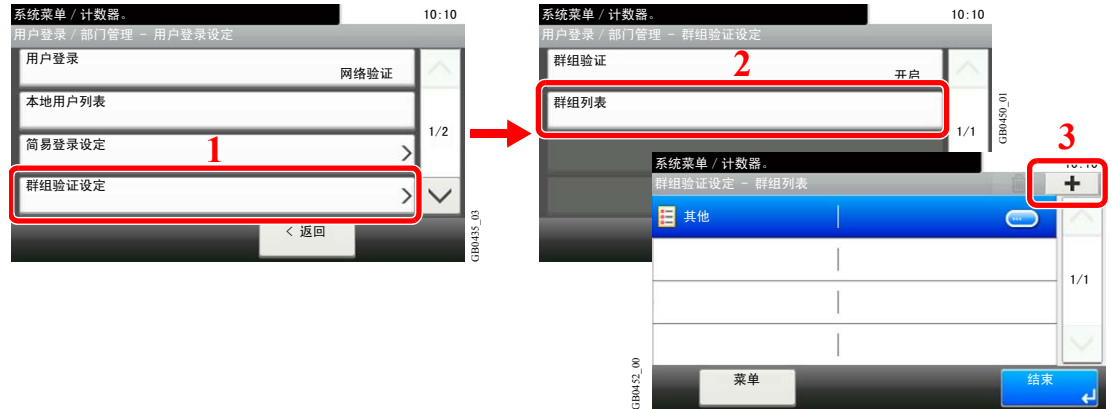 系统菜单 / 计数器。
10:10
用户登录 / 部门管理 - 用户登录设定
用户登录
网络验证
本地用户列表
1/2
简易登录设定
1
群组验证设定
< 返回
GB0435_03
系统菜单 / 计数器。
10:10
用户登录 / 部门管理 - 群组验证设定
群组验证
2
开启
群组列表
1/1
GB0450_01
3
系统菜单 / 计数器。
10:10
群组验证设定 - 群组列表
+
其他
1/1
菜单
结束
GB0452_00